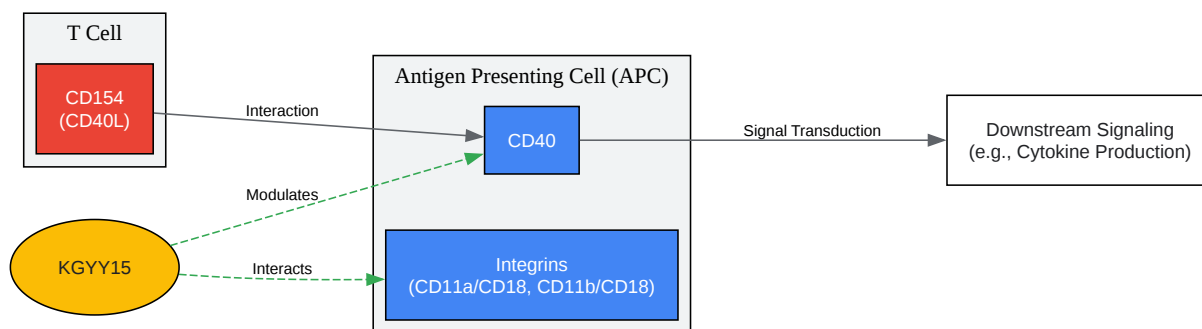 T Cell
CD154
(CD40L)
Interaction
Antigen Presenting Cell (APC)
CD40
Signal Transduction
Downstream Signaling
(e.g., Cytokine Production)
Modulates
KGYY15
Interacts
Integrins
(CD11a/CD18, CD11b/CD18)